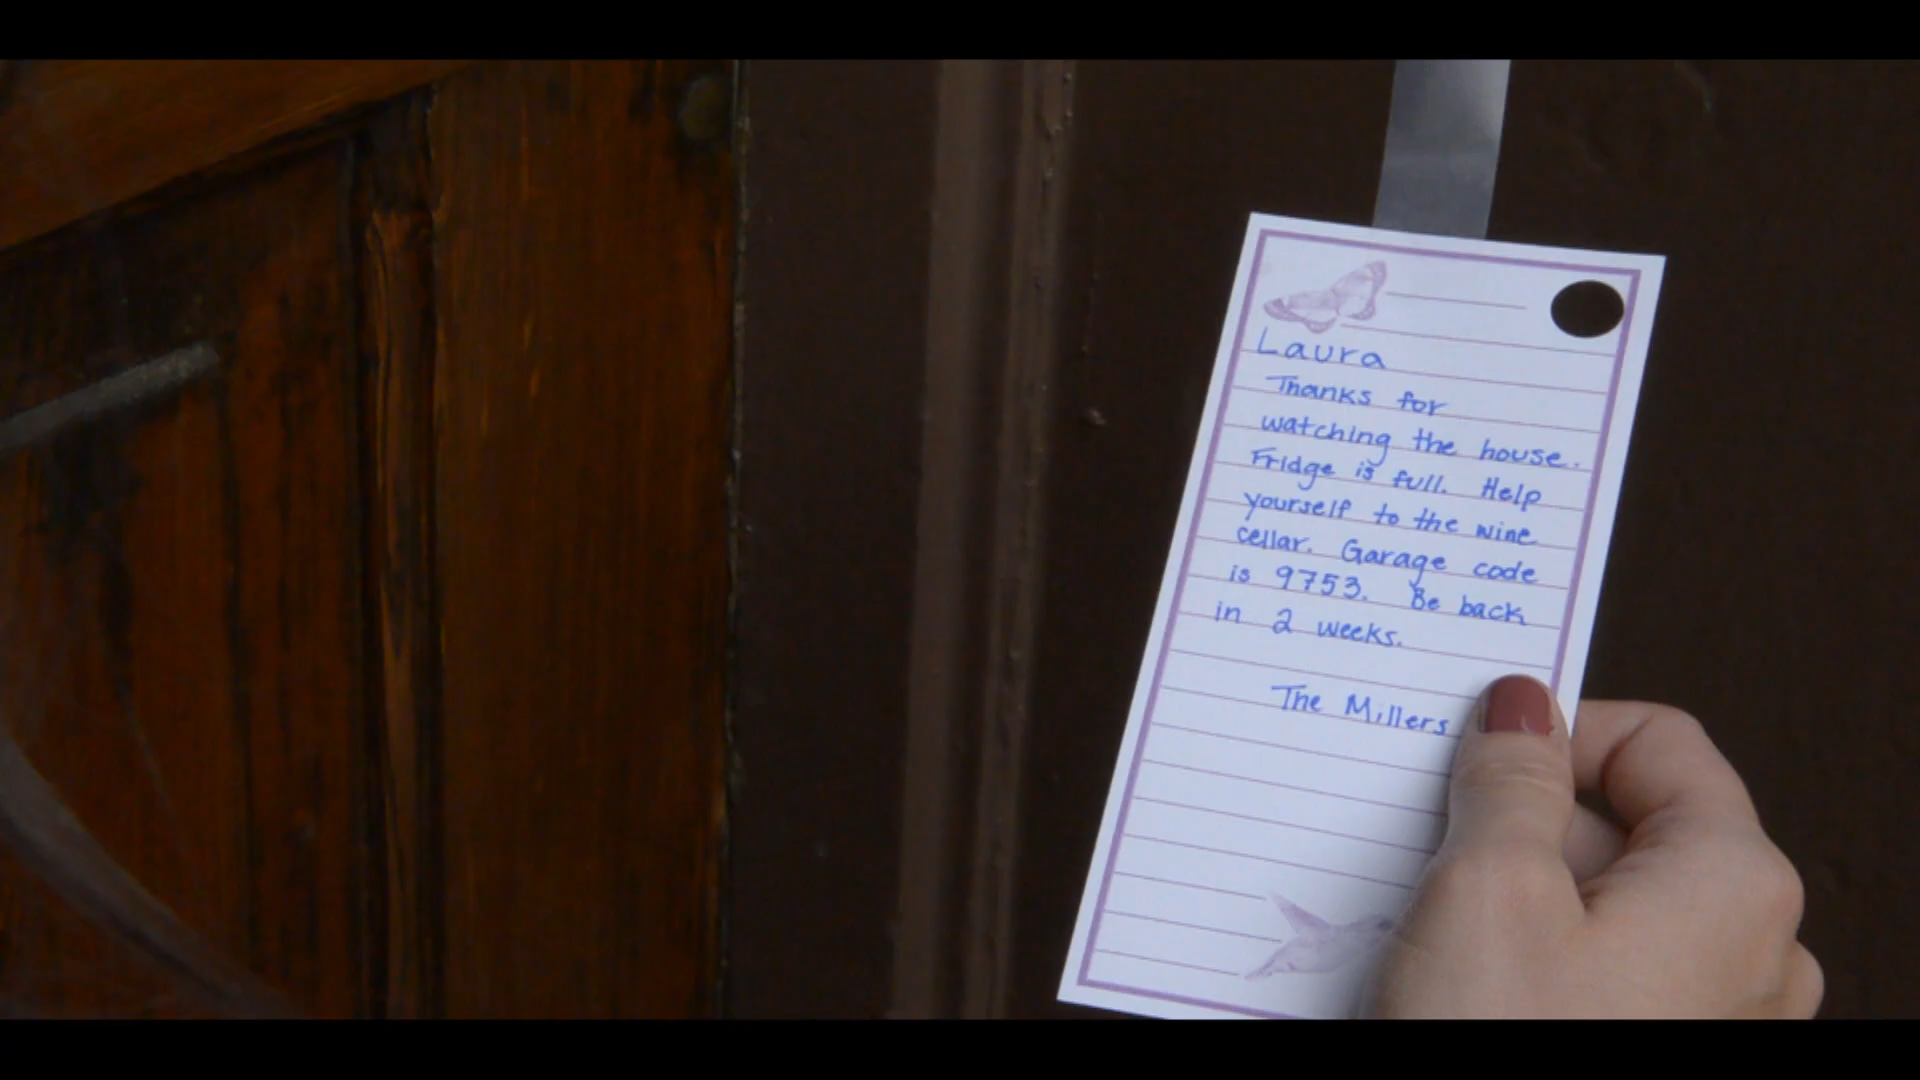 Laura
Thanks for
watching the house.
Fridge is full. Help
yourself to the wine
cellar. Garage code
is 9753. Be back
in 2 weeks.
The Millers